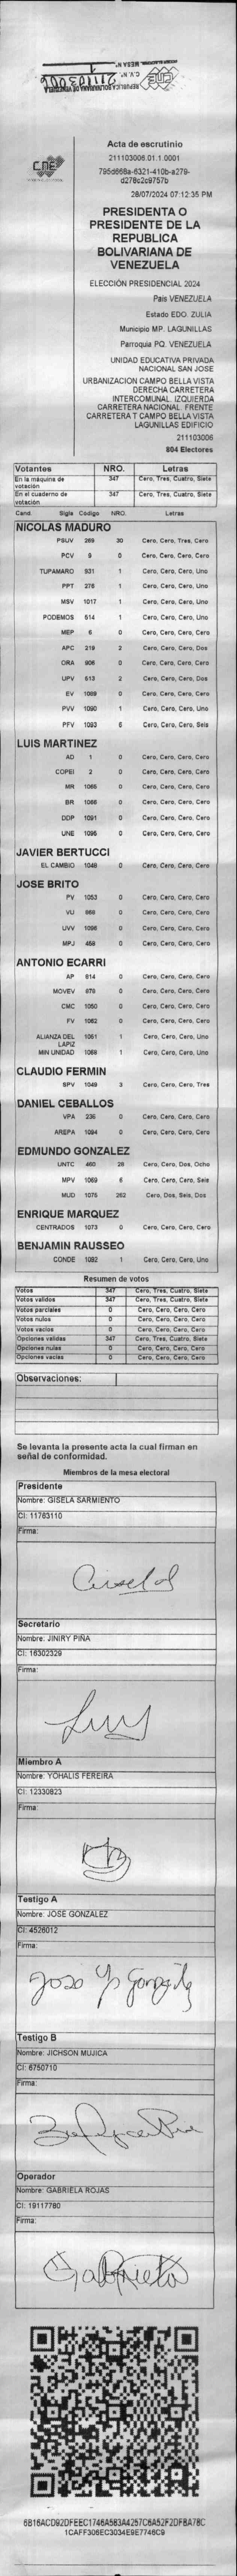 MESA N°
C.V. N°
211103006
1
REPUBLICA BOLIVARIANA DE VENEZUELA
CNE
CNE
Acta de escrutinio
211103006.01.1.0001
28/07/2024 07:12:35 PM
PRESIDENTA O
PRESIDENTE DE LA
REPUBLICA
BOLIVARIANA DE
VENEZUELA
ELECCIÓN PRESIDENCIAL 2024
País VENEZUELA
Estado EDO. ZULIA
Municipio MP. LAGUNILLAS
Parroquia PQ. VENEZUELA
UNIDAD EDUCATIVA PRIVADA
NACIONAL SAN JOSE
URBANIZACION CAMPO BELLA VISTA
DERECHA CARRETERA
INTERCOMUNAL. IZQUIERDA
CARRETERA NACIONAL. FRENTE
CARRETERA T CAMPO BELLA VISTA
LAGUNILLAS EDIFICIO
211103006
804 Electores
Votantes NRO. Letras
En la máquina de votación 347 Cero, Tres, Cuatro, Siete
En el cuaderno de votación 347 Cero, Tres, Cuatro, Siete
Cand. Sigla Codigo NRO. Letras
NICOLAS MADURO
PSUV 269 30 Cero, Cero, Tres, Cero
PCV 9 0 Cero, Cero, Cero, Cero
TUPAMARO 931 1 Cero, Cero, Cero, Uno
PPT 276 1 Cero, Cero, Cero, Uno
MSV 1017 1 Cero, Cero, Cero, Uno
PODEMOS 514 1 Cero, Cero, Cero, Uno
MEP 6 0 Cero, Cero, Cero, Cero
APC 219 2 Cero, Cero, Cero, Dos
ORA 906 0 Cero, Cero, Cero, Cero
UPV 513 2 Cero, Cero, Cero, Dos
EV 1089 0 Cero, Cero, Cero, Cero
PVV 1090 1 Cero, Cero, Cero, Uno
PFV 1093 6 Cero, Cero, Cero, Seis
LUIS MARTINEZ
AD 1 0 Cero, Cero, Cero, Cero
COPEI 2 0 Cero, Cero, Cero, Cero
MR 1065 0 Cero, Cero, Cero, Cero
BR 1066 0 Cero, Cero, Cero, Cero
DDP 1091 0 Cero, Cero, Cero, Cero
UNE 1095 0 Cero, Cero, Cero, Cero
JAVIER BERTUCCI
EL CAMBIO 1048 0 Cero, Cero, Cero, Cero
JOSE BRITO
PV 1053 0 Cero, Cero, Cero, Cero
VU 868 0 Cero, Cero, Cero, Cero
UVV 1096 0 Cero, Cero, Cero, Cero
MPJ 468 0 Cero, Cero, Cero, Cero
ANTONIO ECARRI
AP 814 0 Cero, Cero, Cero, Cero
MOVEV 879 0 Cero, Cero, Cero, Cero
CMC 1050 0 Cero, Cero, Cero, Cero
FV 1082 0 Cero, Cero, Cero, Cero
ALIANZA DEL LAPIZ 1051 1 Cero, Cero, Cero, Uno
MIN UNIDAD 1068 1 Cero, Cero, Cero, Uno
CLAUDIO FERMIN
SPV 1049 3 Cero, Cero, Cero, Tres
DANIEL CEBALLOS
VPA 236 0 Cero, Cero, Cero, Cero
AREPA 1094 0 Cero, Cero, Cero, Cero
EDMUNDO GONZALEZ
UNTC 460 28 Cero, Cero, Dos, Ocho
MPV 1069 6 Cero, Cero, Cero, Seis
MUD 1075 262 Cero, Dos, Seis, Dos
ENRIQUE MARQUEZ
CENTRADOS 1073 0 Cero, Cero, Cero, Cero
BENJAMIN RAUSSEO
CONDE 1092 1 Cero, Cero, Cero, Uno
Resumen de votos
Votos 347 Cero, Tres, Cuatro, Siete
Votos validos 347 Cero, Tres, Cuatro, Siete
Votos parciales 0 Cero, Cero, Cero, Cero
Votos nulos 0 Cero, Cero, Cero, Cero
Votos vacios 0 Cero, Cero, Cero, Cero
Opciones validas 347 Cero, Tres, Cuatro, Siete
Opciones nulas 0 Cero, Cero, Cero, Cero
Opciones vacias 0 Cero, Cero, Cero, Cero
Observaciones:
Se levanta la presente acta la cual firman en
señal de conformidad.
Miembros de la mesa electoral
Presidente
Nombre: GISELA SARMIENTO
CI: 11763110
Firma:
Secretario
Nombre: JINIRY PIÑA
CI: 16302329
Firma:
Miembro A
Nombre: YOHALIS FEREIRA
CI: 12330823
Firma:
Testigo A
Nombre: JOSE GONZALEZ
CI: 4526012
Firma:
Testigo B
Nombre: JICHSON MUJICA
CI: 6750710
Firma:
Operador
Nombre: GABRIELA ROJAS
CI: 19117780
Firma:
Gabriela
1CAFF306EC3034E9E7746C9